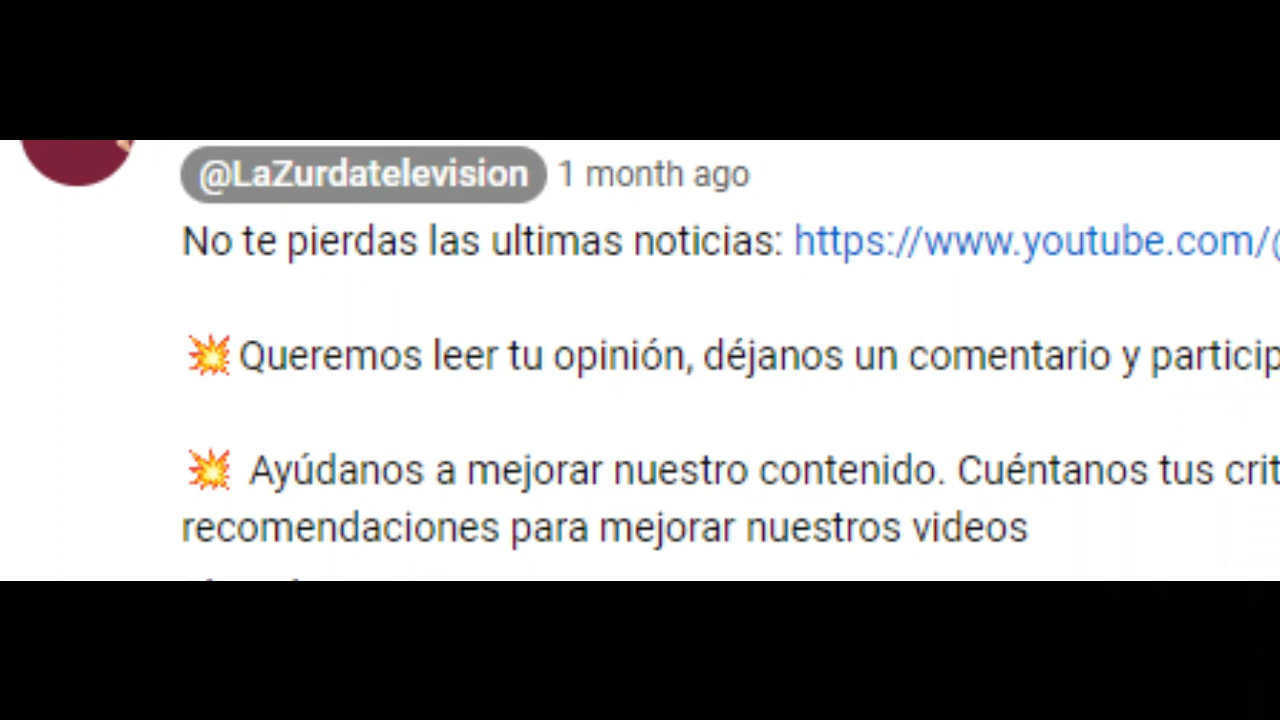 @LaZurdatelevision 1 month ago
No te pierdas las ultimas noticias: https://www.youtube.com/@
💥Queremos leer tu opinión, déjanos un comentario y particip
💥 Ayúdanos a mejorar nuestro contenido. Cuéntanos tus crit
recomendaciones para mejorar nuestros videos